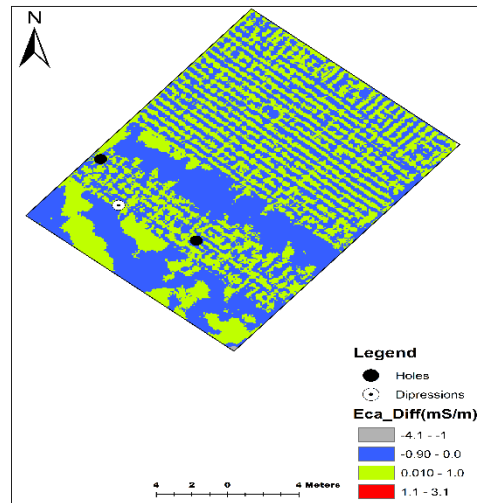 N
Legend
Holes
Dipressions
Eca_Diff(mS/m)
-4.1 - -1
-0.90 - 0.0
0.010 - 1.0
1.1 - 3.1
4 2 0 4 Meters